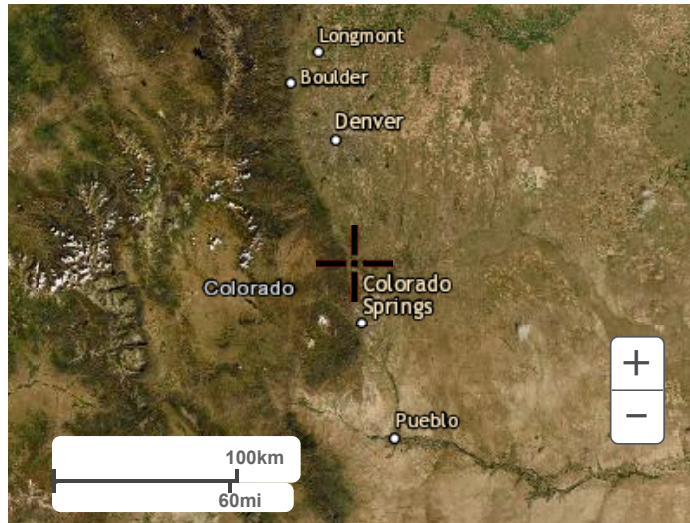 Longmont
Boulder
Denver
Colorado
Colorado
Springs
Pueblo
+
−
100km
60mi